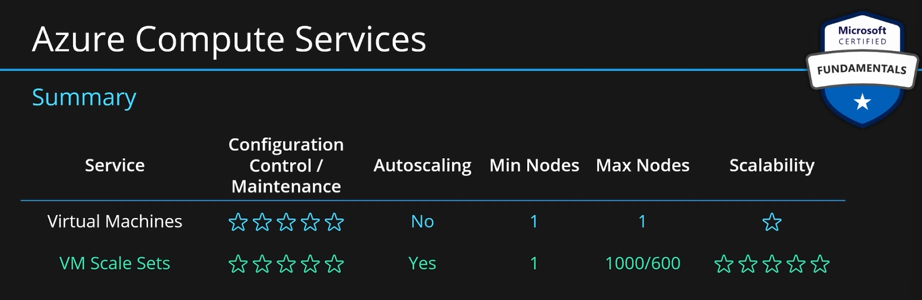 Azure Compute Services
Microsoft
CERTIFIED
FUNDAMENTALS
Summary
Service
Configuration
Control /
Maintenance
Autoscaling
Min Nodes
Max Nodes
Scalability
Virtual Machines ☆☆☆☆☆ No 1 1 ☆
VM Scale Sets ☆☆☆☆☆ Yes 1 1000/600 ☆☆☆☆☆